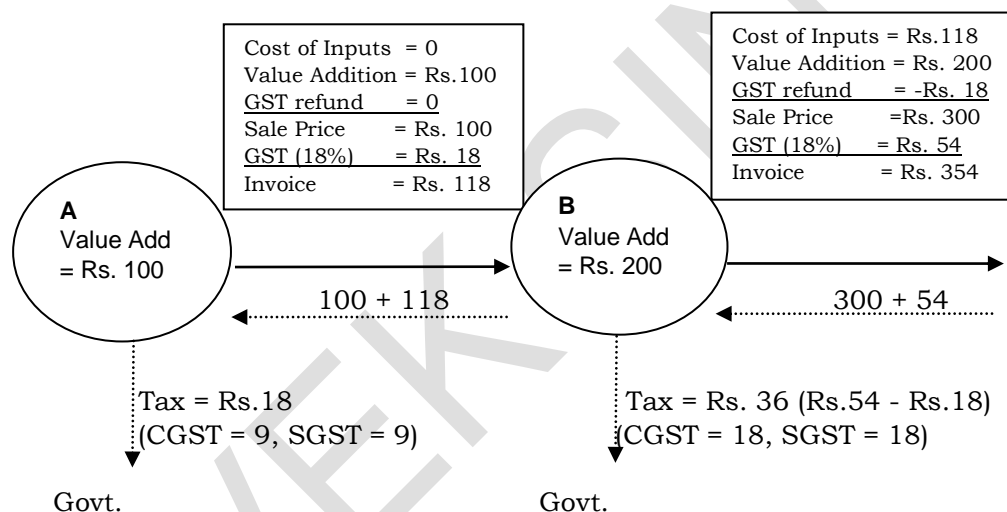 Cost of Inputs = 0
Value Addition = Rs.100
GST refund = 0
Sale Price = Rs. 100
GST (18%) = Rs. 18
Invoice = Rs. 118
Cost of Inputs = Rs.118
Value Addition = Rs. 200
GST refund = -Rs. 18
Sale Price =Rs. 300
GST (18%) = Rs. 54
Invoice = Rs. 354
A
Value Add
= Rs. 100
B
Value Add
= Rs. 200
100 + 118
300 + 54
Tax = Rs.18
(CGST = 9, SGST = 9)
Tax = Rs. 36 (Rs.54 - Rs.18)
(CGST = 18, SGST = 18)
Govt.
Govt.